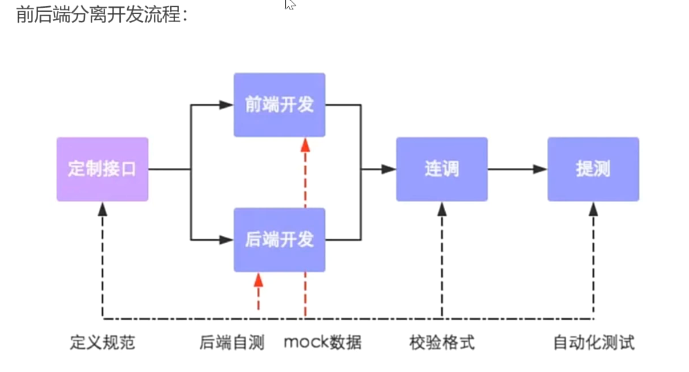 前后端分离开发流程：
前端开发
定制接口
连调
提测
后端开发
定义规范
后端自测
mock数据
校验格式
自动化测试